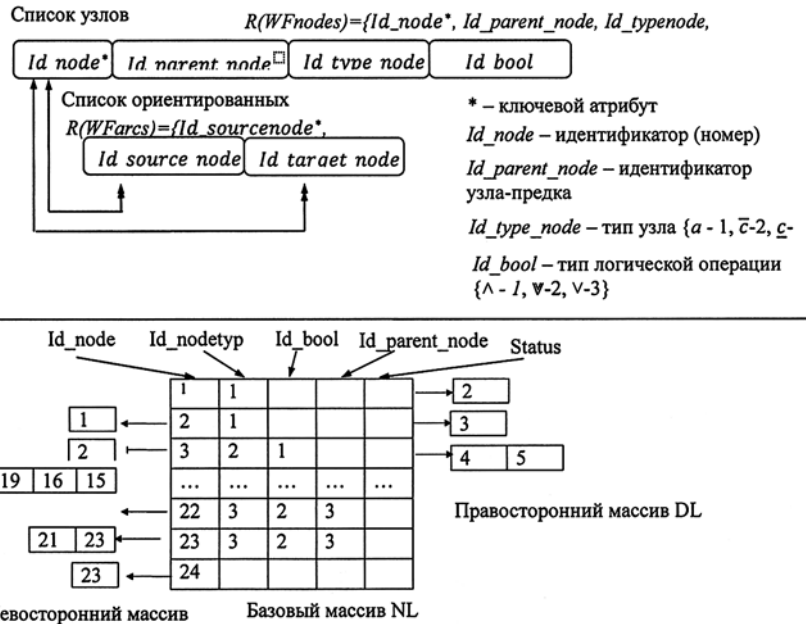 Список узлов
R(WFnodes)={Id_node*, Id_parent_node, Id_typenode,
Id node* Id parent node Id type node Id bool
Список ориентированных
R(WFarcs)={Id_sourcenode*,
Id source node Id target node
* – ключевой атрибут
Id_node – идентификатор (номер)
Id_parent_node – идентификатор
узла-предка
Id_type_node – тип узла {a - 1, c̅-2, c̲-
Id_bool – тип логической операции
{∧ - 1, ⩔-2, ∨-3}
Id_node Id_nodetyp Id_bool Id_parent_node Status
1 1 2
1 2 1 3
2 3 2 1 4 5
19 16 15 ... ... ... ... ...
22 3 2 3
Правосторонний массив DL
21 23 23 3 2 3
23 24
евосторонний массив Базовый массив NL